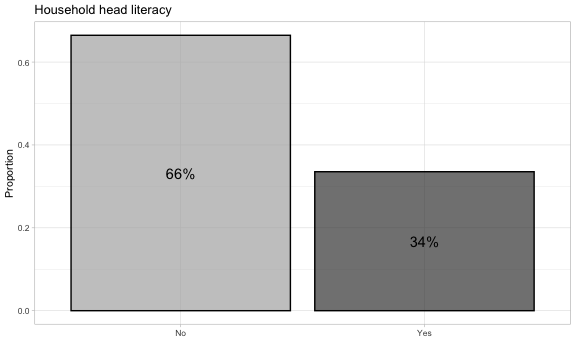 Household head literacy
Proportion
0.6
0.4
0.2
0.0
66%
34%
No
Yes